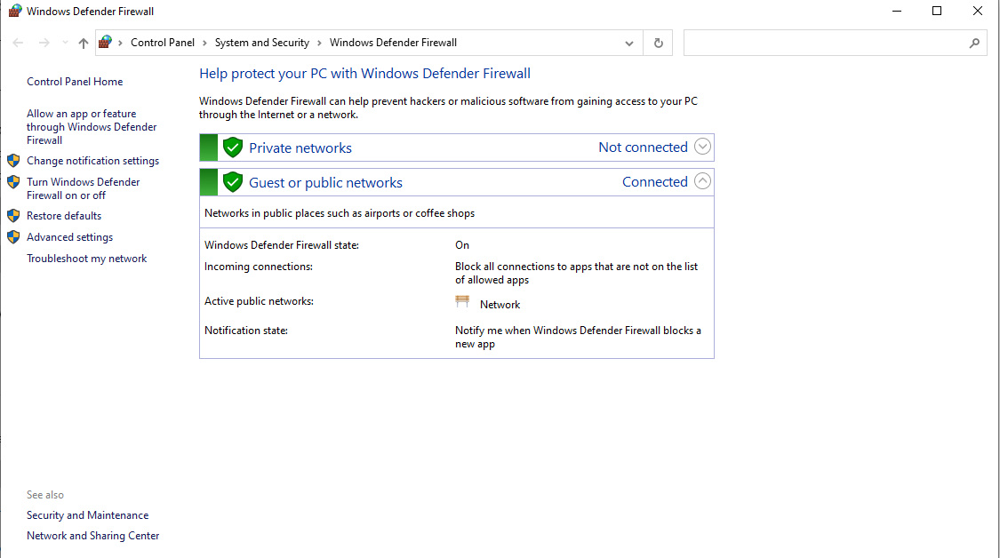 Windows Defender Firewall
Control Panel
System and Security
Windows Defender Firewall
Control Panel Home
Allow an app or feature
through Windows Defender
Firewall
Change notification settings
Turn Windows Defender
Firewall on or off
Restore defaults
Advanced settings
Troubleshoot my network
Help protect your PC with Windows Defender Firewall
Windows Defender Firewall can help prevent hackers or malicious software from gaining access to your PC
through the Internet or a network.
Private networks
Not connected
Guest or public networks
Connected
Networks in public places such as airports or coffee shops
Windows Defender Firewall state:
On
Incoming connections:
Block all connections to apps that are not on the list
of allowed apps
Active public networks:
Network
Notification state:
Notify me when Windows Defender Firewall blocks a
new app
See also
Security and Maintenance
Network and Sharing Center